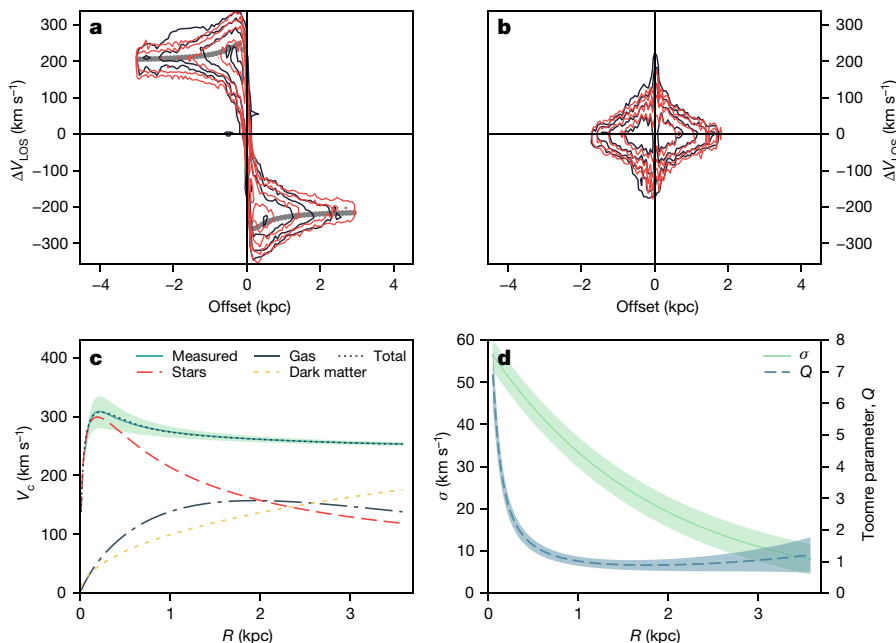 a
b
300
200
100
0
−100
−200
−300
ΔV_LOS (km s⁻¹)
−4
−2
0
2
4
Offset (kpc)
−4
−2
0
2
4
Offset (kpc)
300
200
100
0
−100
−200
−300
ΔV_LOS (km s⁻¹)
c
Measured
Gas
Total
Stars
Dark matter
400
300
200
100
0
V_c (km s⁻¹)
0
1
2
3
R (kpc)
d
σ
Q
60
50
40
30
20
10
0
σ (km s⁻¹)
0
1
2
3
R (kpc)
8
7
6
5
4
3
2
1
0
Toomre parameter, Q